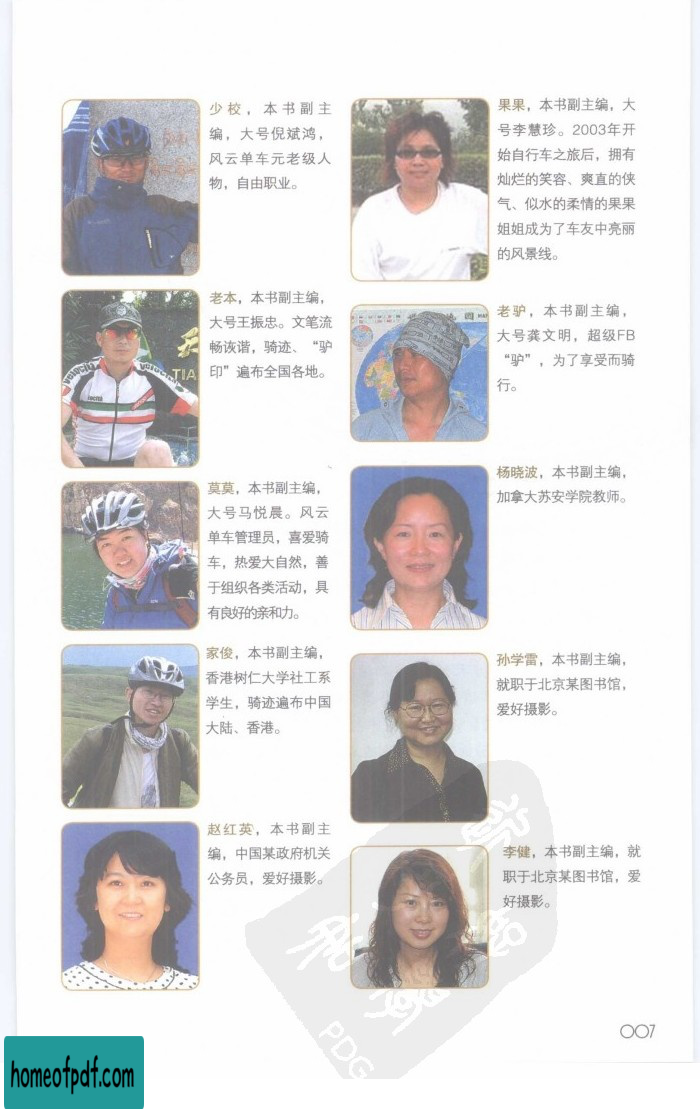 少校，本书副主
编，大号倪斌鸿，
风云单车元老级人
物，自由职业。
老本，本书副主编，
大号王振忠。文笔流
畅诙谐，骑迹、“驴
印”遍布全国各地。
TIA
莫莫，本书副主编，
大号马悦晨。风云
单车管理员，喜爱骑
车，热爱大自然，善
于组织各类活动，具
有良好的亲和力。
家俊，本书副主编，
香港树仁大学社工系
学生，骑迹遍布中国
大陆、香港。
赵红英，本书副主
编，中国某政府机关
公务员，爱好摄影。
果果，本书副主编，大
号李慧珍。2003年开
始自行车之旅后，拥有
灿烂的笑容、爽直的侠
气、似水的柔情的果果
姐姐成为了车友中亮丽
的风景线。
老驴，本书副主编，
大号龚文明，超级FB
“驴”，为了享受而骑
行。
杨晓波，本书副主编，
加拿大苏安学院教师。
孙学雷，本书副主编，
就职于北京某图书馆，
爱好摄影。
李健，本书副主编，就
职于北京某图书馆，爱
好摄影。
PDG
007
homeofpdf.com